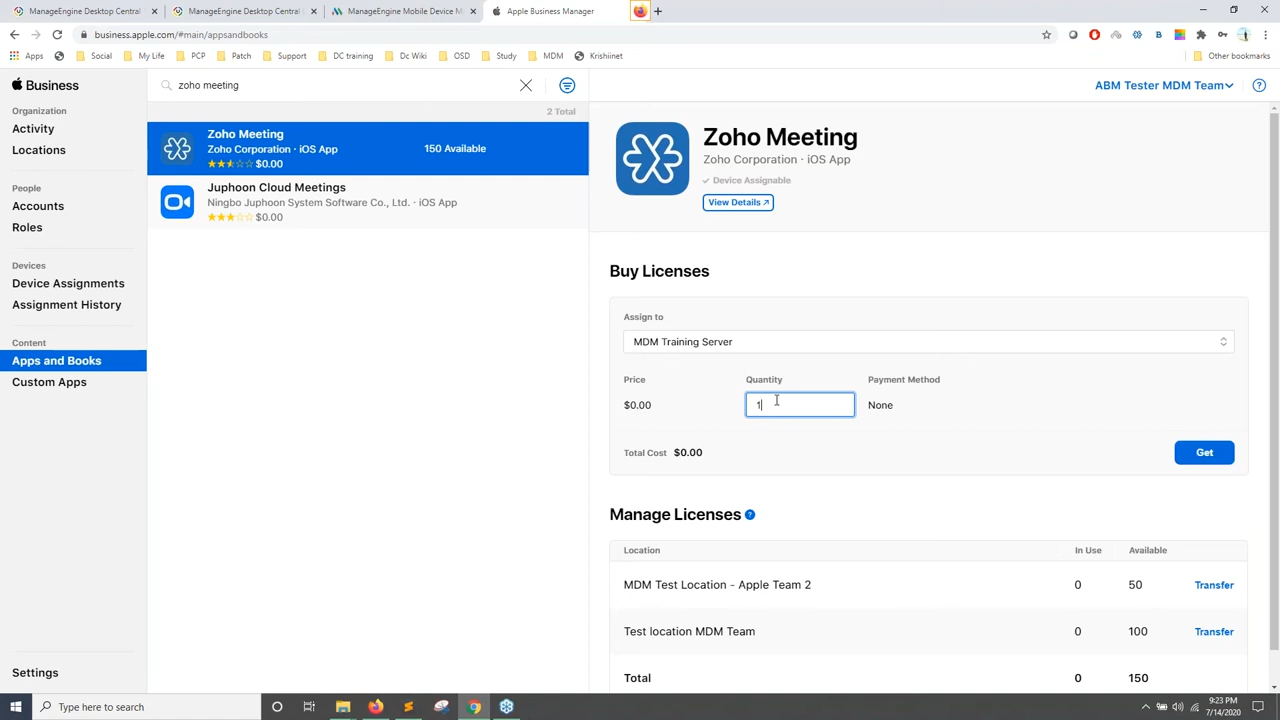 ManageEngine Desktop Central
ManageEngine Desktop Central
ManageEngine Mobile Device M
Apple Business Manager
business.apple.com/#main/appsandbooks
Apps
Social
My Life
PCP
Patch
Support
DC training
Dc Wiki
OSD
Study
MDM
Krishiinet
Other bookmarks
Business
Organization
Activity
Locations
People
Accounts
Roles
Devices
Device Assignments
Assignment History
Content
Apps and Books
Custom Apps
Settings
zoho meeting
2 Total
Zoho Meeting
Zoho Corporation · iOS App
150 Available
$0.00
Juphoon Cloud Meetings
Ningbo Juphoon System Software Co., Ltd. · iOS App
$0.00
ABM Tester MDM Team
Zoho Meeting
Zoho Corporation · iOS App
Device Assignable
View Details
Buy Licenses
Assign to
MDM Training Server
Price Quantity Payment Method
$0.00 1 None
Total Cost $0.00
Get
Manage Licenses
Location In Use Available
MDM Test Location - Apple Team 2 0 50 Transfer
Test location MDM Team 0 100 Transfer
Total 0 150
Type here to search
9:23 PM
7/14/2020